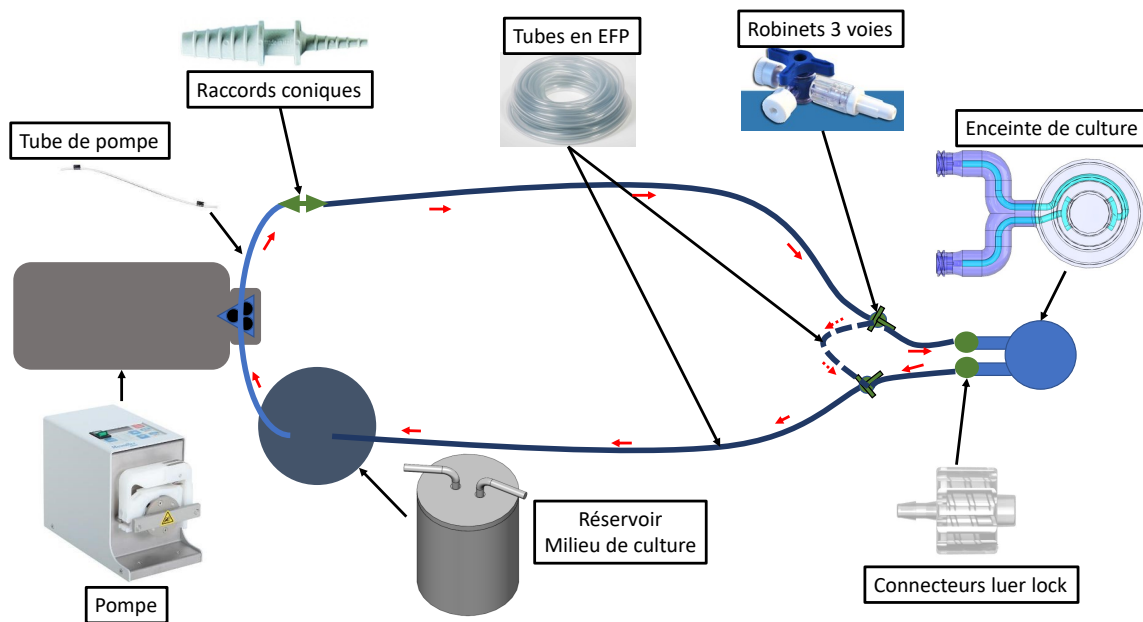 Tubes en EFP
Robinets 3 voies
Raccords coniques
Enceinte de culture
Tube de pompe
Réservoir
Milieu de culture
Connecteurs luer lock
Pompe